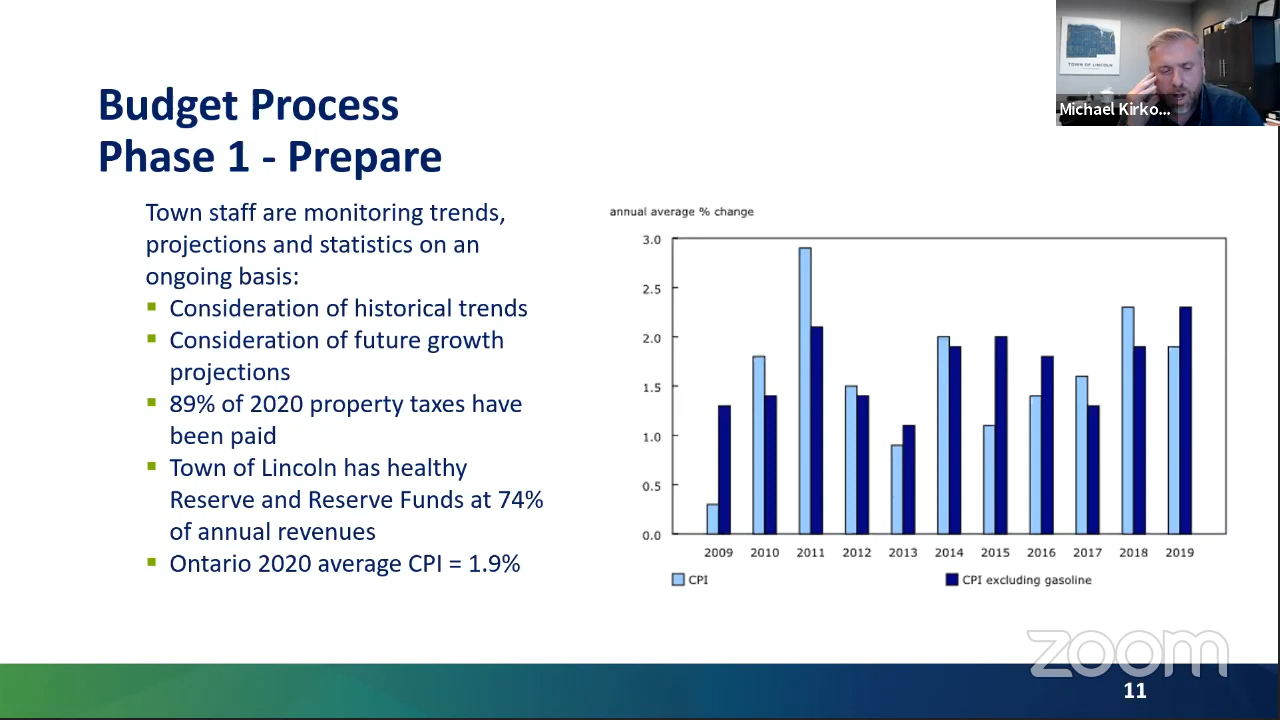 TOWN OF LINCOLN
Michael Kirko...
Budget Process
Phase 1 - Prepare
Town staff are monitoring trends,
projections and statistics on an
ongoing basis:
Consideration of historical trends
Consideration of future growth
projections
89% of 2020 property taxes have
been paid
Town of Lincoln has healthy
Reserve and Reserve Funds at 74%
of annual revenues
Ontario 2020 average CPI = 1.9%
annual average % change
3.0
2.5
2.0
1.5
1.0
0.5
0.0
2009 2010 2011 2012 2013 2014 2015 2016 2017 2018 2019
CPI
CPI excluding gasoline
zoom
11